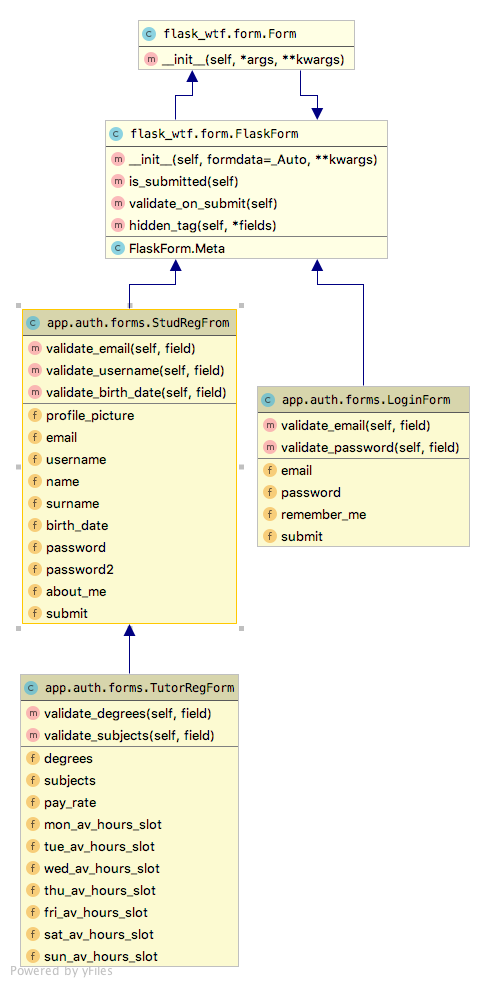 C flask_wtf.form.Form
m __init__(self, *args, **kwargs)
C flask_wtf.form.FlaskForm
m __init__(self, formdata=_Auto, **kwargs)
m is_submitted(self)
m validate_on_submit(self)
m hidden_tag(self, *fields)
C FlaskForm.Meta
C app.auth.forms.StudRegFrom
m validate_email(self, field)
m validate_username(self, field)
m validate_birth_date(self, field)
f profile_picture
f email
f username
f name
f surname
f birth_date
f password
f password2
f about_me
f submit
C app.auth.forms.LoginForm
m validate_email(self, field)
m validate_password(self, field)
f email
f password
f remember_me
f submit
C app.auth.forms.TutorRegForm
m validate_degrees(self, field)
m validate_subjects(self, field)
f degrees
f subjects
f pay_rate
f mon_av_hours_slot
f tue_av_hours_slot
f wed_av_hours_slot
f thu_av_hours_slot
f fri_av_hours_slot
f sat_av_hours_slot
f sun_av_hours_slot
Powered by yFiles